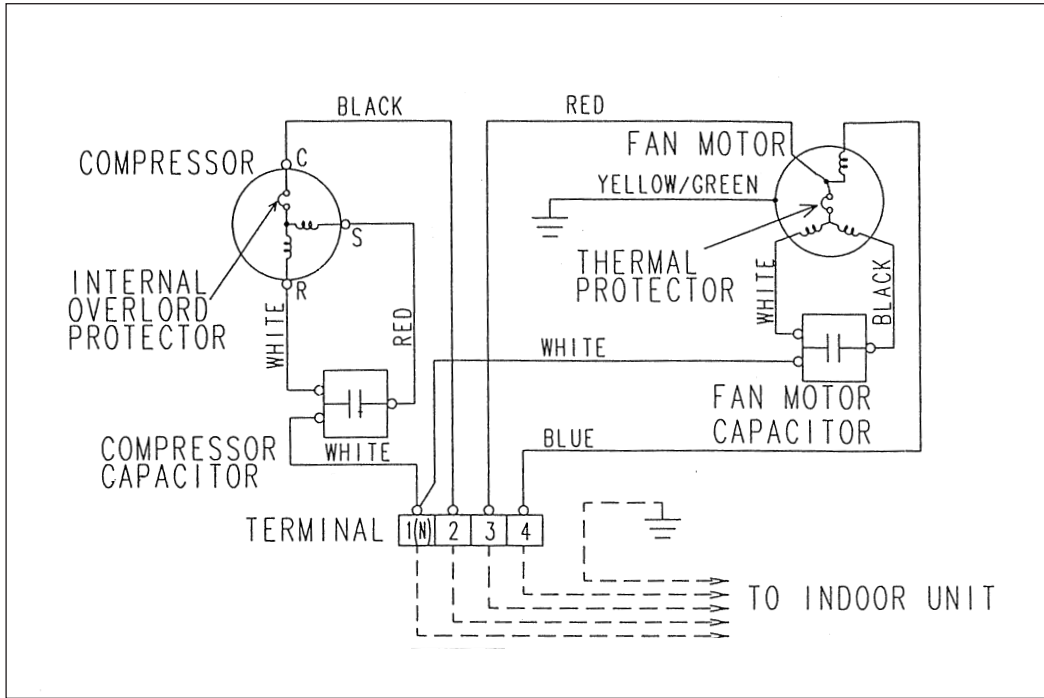 BLACK
RED
COMPRESSOR
C
FAN MOTOR
YELLOW/GREEN
S
INTERNAL
OVERLORD
PROTECTOR
R
THERMAL
PROTECTOR
WHITE
RED
WHITE
BLACK
WHITE
FAN MOTOR
CAPACITOR
COMPRESSOR
CAPACITOR
WHITE
BLUE
TERMINAL
1(N) 2 3 4
TO INDOOR UNIT